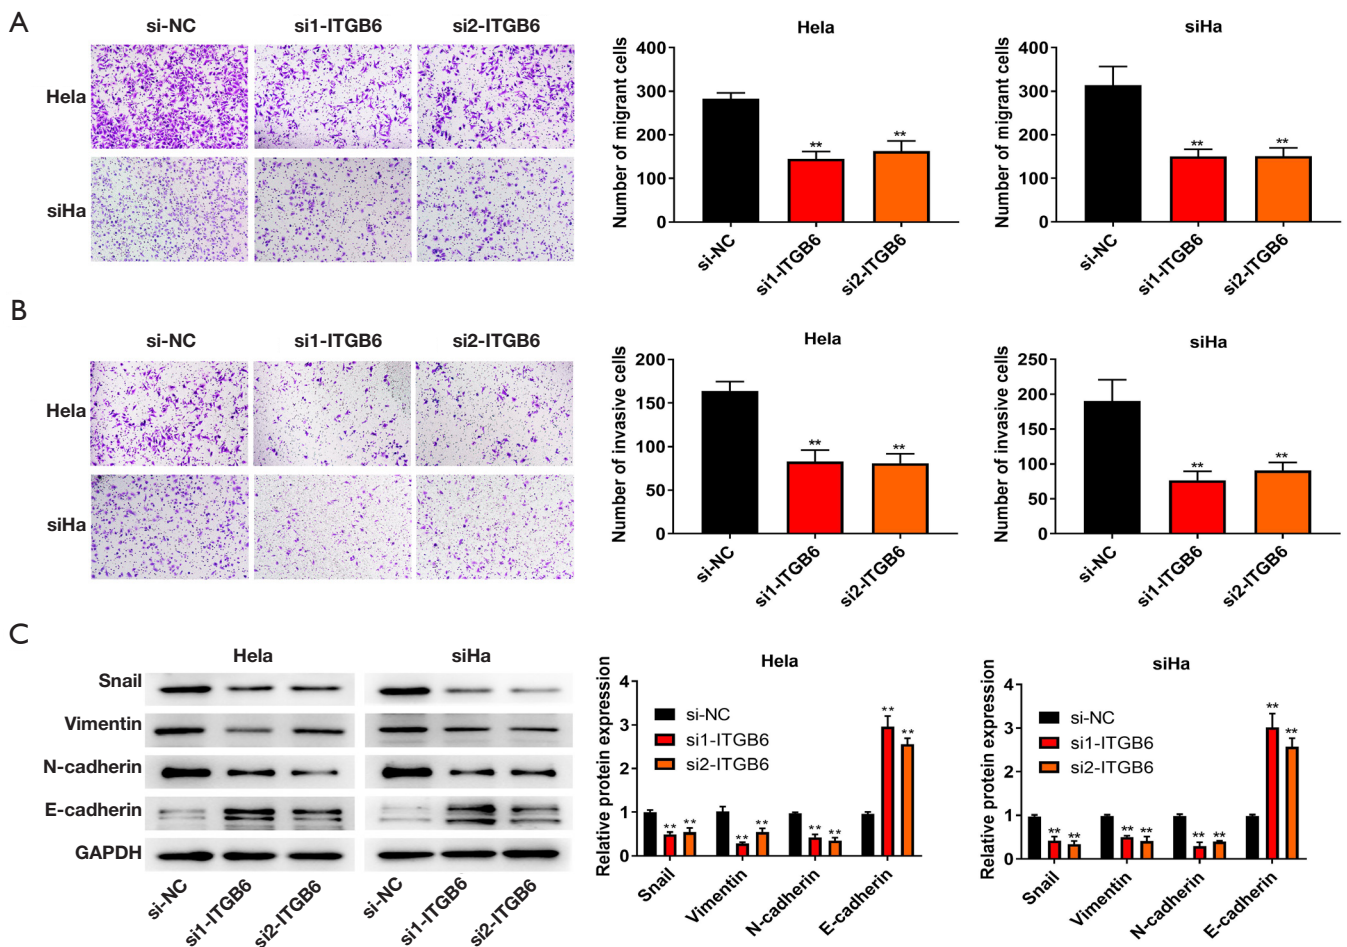 A
si-NC si1-ITGB6 si2-ITGB6
Hela
siHa
Hela
Number of migrant cells
400
300
200
100
0
** **
si-NC si1-ITGB6 si2-ITGB6
siHa
Number of migrant cells
400
300
200
100
0
** **
si-NC si1-ITGB6 si2-ITGB6
B
si-NC si1-ITGB6 si2-ITGB6
Hela
siHa
Hela
Number of invasive cells
200
150
100
50
0
** **
si-NC si1-ITGB6 si2-ITGB6
siHa
Number of invasive cells
250
200
150
100
50
0
** **
si-NC si1-ITGB6 si2-ITGB6
C
Hela siHa
Snail
Vimentin
N-cadherin
E-cadherin
GAPDH
si-NC si1-ITGB6 si2-ITGB6 si-NC si1-ITGB6 si2-ITGB6
Hela
Relative protein expression
4
3
2
1
0
si-NC
si1-ITGB6
si2-ITGB6
** ** ** ** ** ** ** **
Snail Vimentin N-cadherin E-cadherin
siHa
Relative protein expression
4
3
2
1
0
si-NC
si1-ITGB6
si2-ITGB6
** ** ** ** ** ** ** **
Snail Vimentin N-cadherin E-cadherin